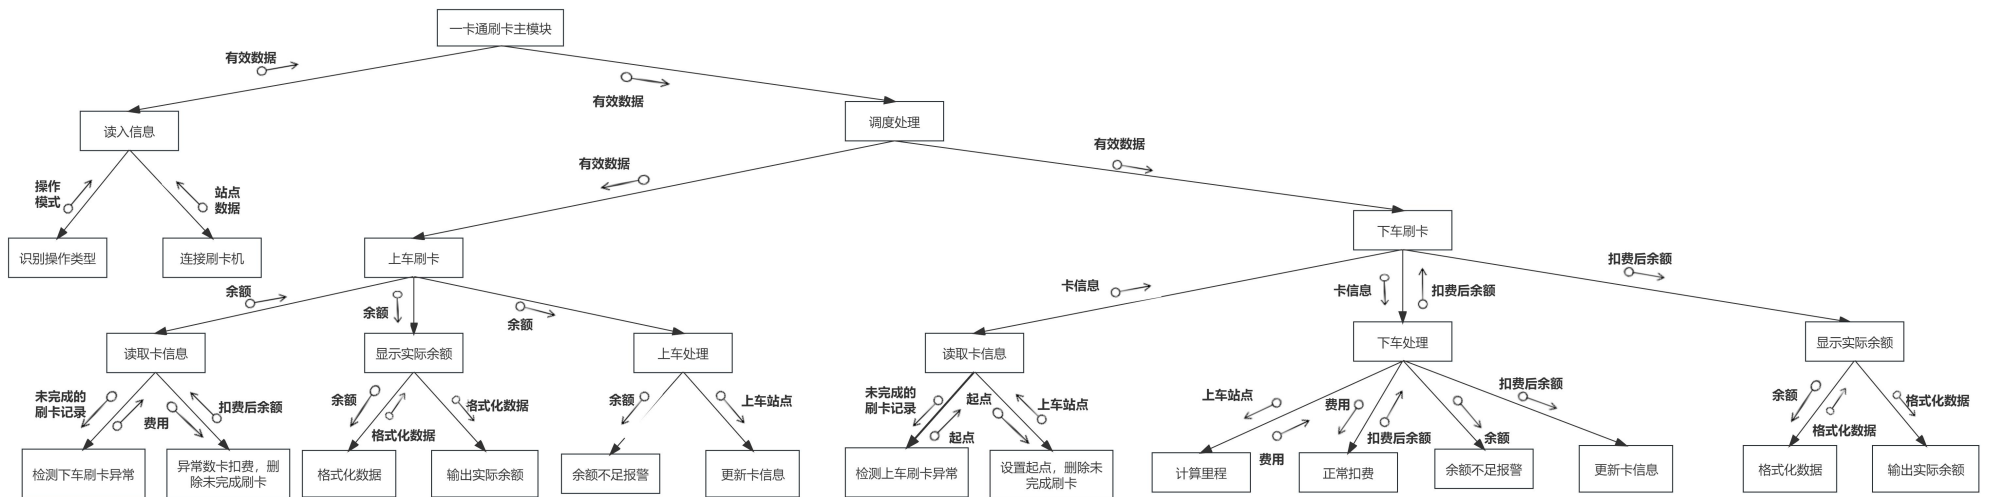 一卡通刷卡主模块
有效数据
有效数据
读入信息
调度处理
有效数据
有效数据
操作
模式
站点
数据
识别操作类型
连接刷卡机
上车刷卡
下车刷卡
余额
余额
余额
卡信息
卡信息
扣费后余额
扣费后余额
读取卡信息
显示实际余额
上车处理
读取卡信息
下车处理
显示实际余额
未完成的
刷卡记录
费用
扣费后余额
余额
格式化数据
格式化数据
余额
上车站点
未完成的
刷卡记录
起点
起点
上车站点
上车站点
费用
费用
扣费后余额
余额
扣费后余额
余额
格式化数据
格式化数据
检测下车刷卡异常
异常数卡扣费，删
除未完成刷卡
格式化数据
输出实际余额
余额不足报警
更新卡信息
检测上车刷卡异常
设置起点，删除未
完成刷卡
计算里程
正常扣费
余额不足报警
更新卡信息
格式化数据
输出实际余额